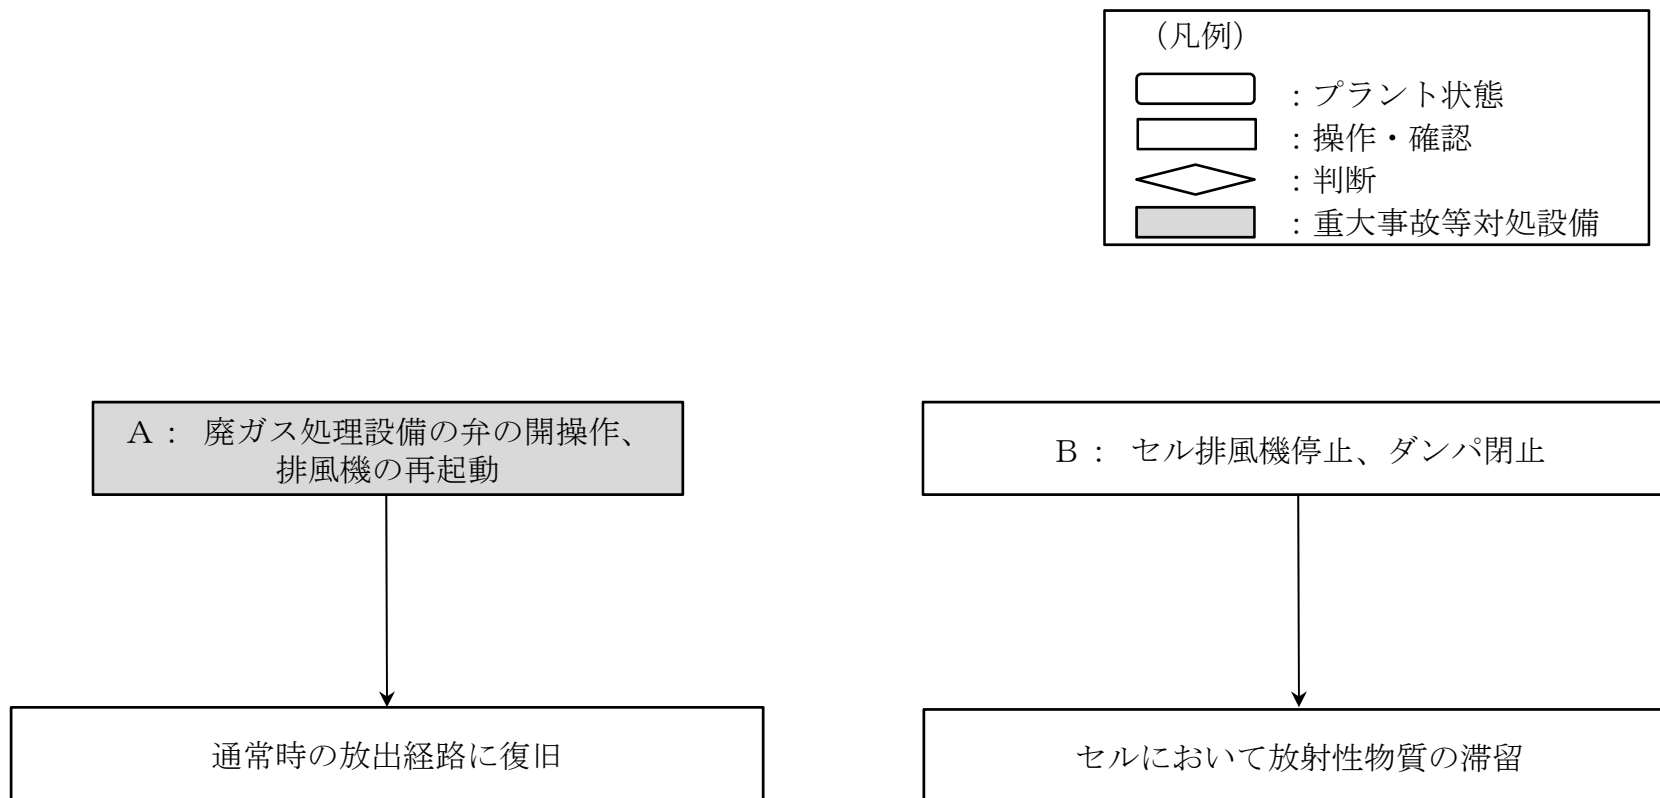 （凡例）
：プラント状態
：操作・確認
：判断
：重大事故等対処設備
A： 廃ガス処理設備の弁の開操作、
排風機の再起動
B： セル排風機停止、ダンパ閉止
通常時の放出経路に復旧
セルにおいて放射性物質の滞留